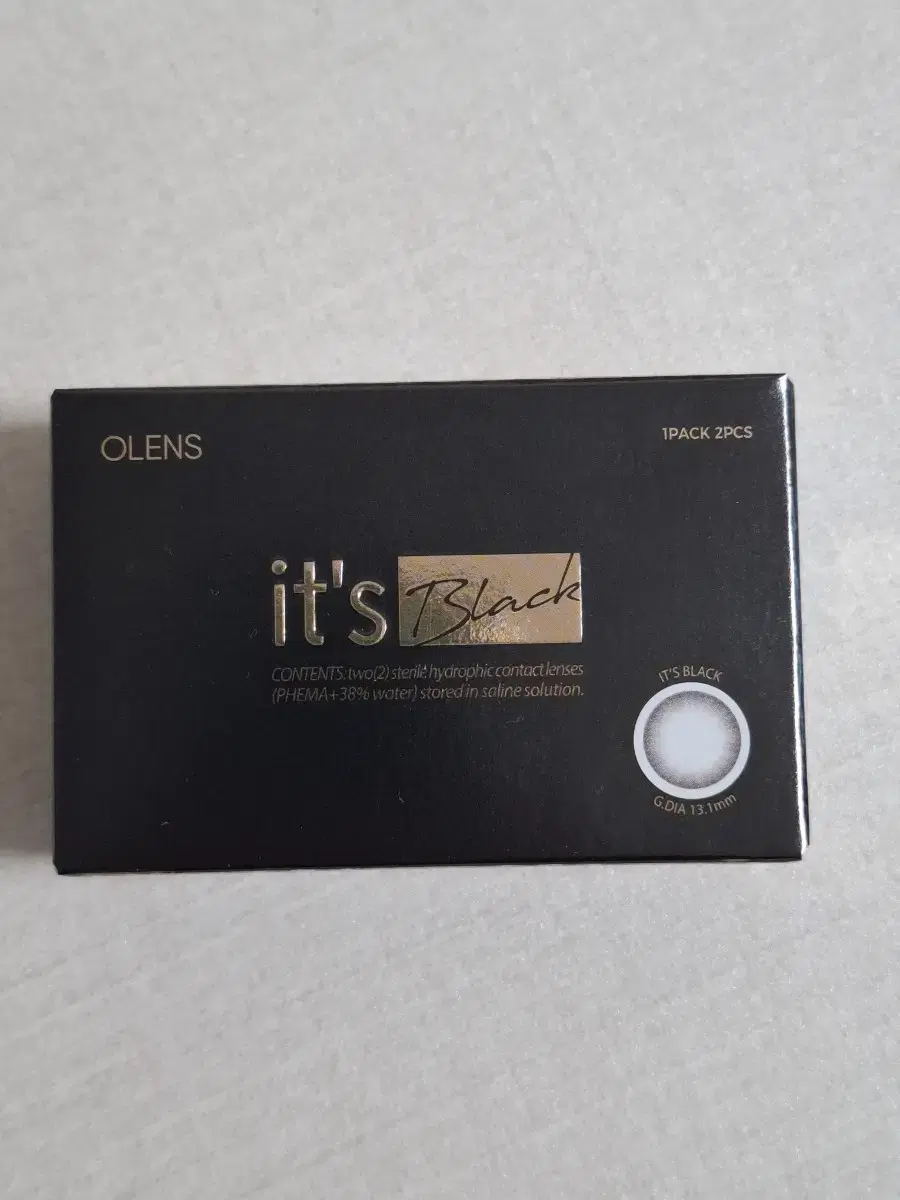 OLENS
1PACK 2PCS
it's Black
CONTENTS: two(2) sterile hydrophic contact lenses
(PHEMA+38% water) stored in saline solution.
IT'S BLACK
G.DIA 13.1mm